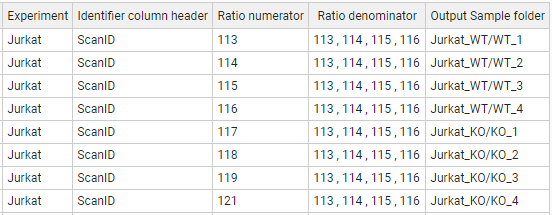 Experiment Identifier column header Ratio numerator Ratio denominator Output Sample folder
Jurkat ScanID 113 113 , 114 , 115 , 116 Jurkat_WT/WT_1
Jurkat ScanID 114 113 , 114 , 115 , 116 Jurkat_WT/WT_2
Jurkat ScanID 115 113 , 114 , 115 , 116 Jurkat_WT/WT_3
Jurkat ScanID 116 113 , 114 , 115 , 116 Jurkat_WT/WT_4
Jurkat ScanID 117 113 , 114 , 115 , 116 Jurkat_KO/KO_1
Jurkat ScanID 118 113 , 114 , 115 , 116 Jurkat_KO/KO_2
Jurkat ScanID 119 113 , 114 , 115 , 116 Jurkat_KO/KO_3
Jurkat ScanID 121 113 , 114 , 115 , 116 Jurkat_KO/KO_4